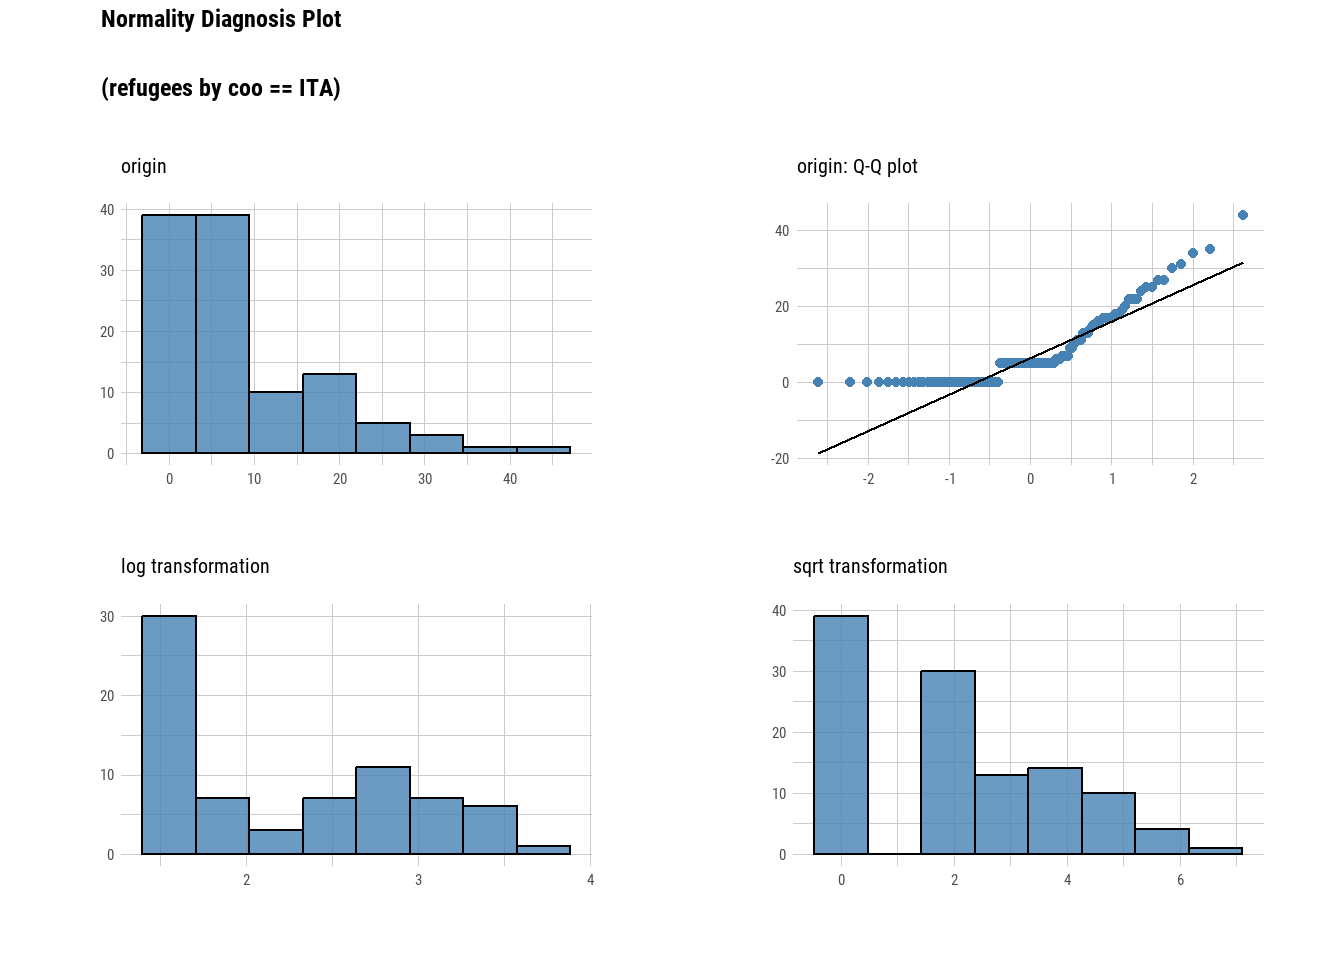 Normality Diagnosis Plot
(refugees by coo == ITA)
origin
40
30
20
10
0
0 10 20 30 40
origin: Q-Q plot
40
20
0
-20
-2 -1 0 1 2
log transformation
30
20
10
0
2 3 4
sqrt transformation
40
30
20
10
0
0 2 4 6